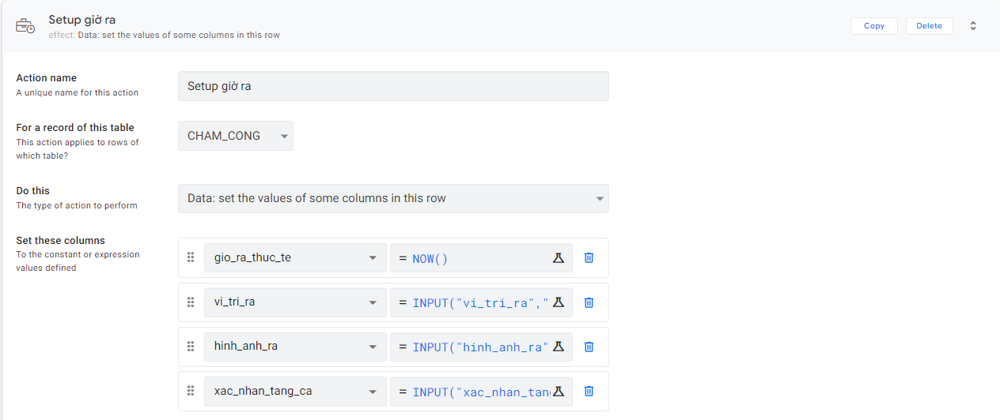 Setup giờ ra
effect: Data: set the values of some columns in this row
Copy
Delete
Action name
A unique name for this action
Setup giờ ra
For a record of this table
This action applies to rows of
which table?
CHAM_CONG
Do this
The type of action to perform
Data: set the values of some columns in this row
Set these columns
To the constant or expression
values defined
gio_ra_thuc_te
= NOW()
vi_tri_ra
= INPUT("vi_tri_ra","
hinh_anh_ra
= INPUT("hinh_anh_ra"
xac_nhan_tang_ca
= INPUT("xac_nhan_tan